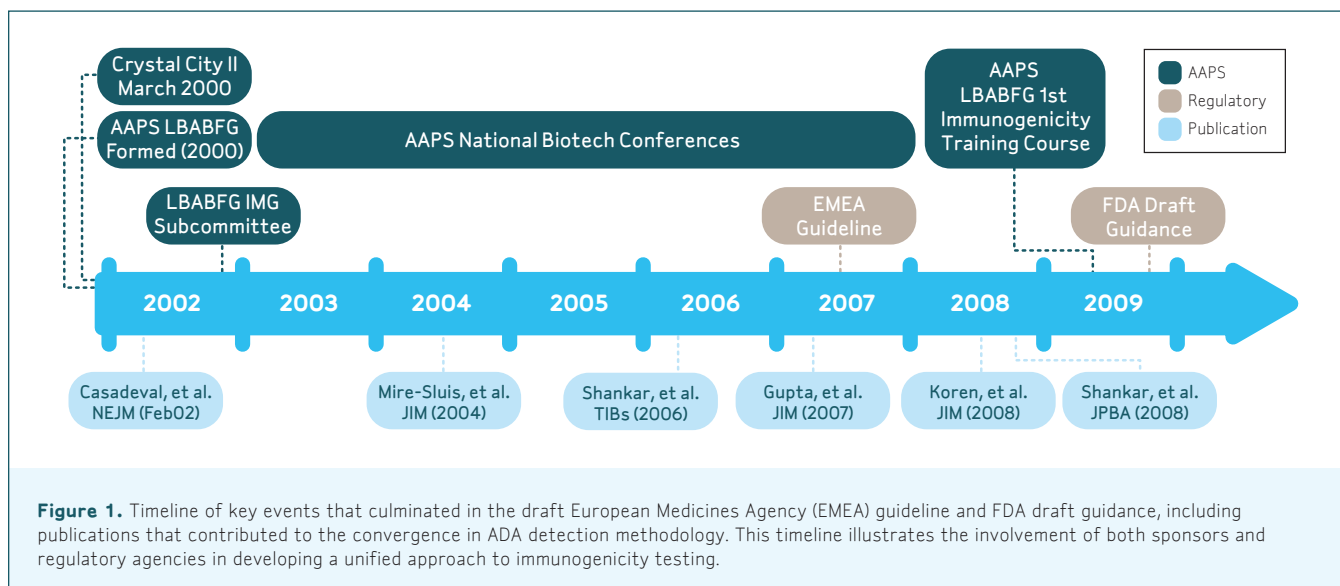 Crystal City II
March 2000
AAPS LBABFG
Formed (2000)
AAPS National Biotech Conferences
AAPS
LBABFG 1st
Immunogenicity
Training Course
AAPS
Regulatory
Publication
LBABFG IMG
Subcommittee
EMEA
Guideline
FDA Draft
Guidance
2002
2003
2004
2005
2006
2007
2008
2009
Casadeval, et al.
NEJM (Feb02)
Mire-Sluis, et al.
JIM (2004)
Shankar, et al.
TIBs (2006)
Gupta, et al.
JIM (2007)
Koren, et al.
JIM (2008)
Shankar, et al.
JPBA (2008)
Figure 1. Timeline of key events that culminated in the draft European Medicines Agency (EMEA) guideline and FDA draft guidance, including
publications that contributed to the convergence in ADA detection methodology. This timeline illustrates the involvement of both sponsors and
regulatory agencies in developing a unified approach to immunogenicity testing.